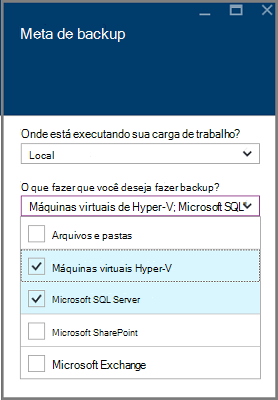 Meta de backup
Onde está executando sua carga de trabalho?
Local
O que fazer que você deseja fazer backup?
Máquinas virtuais de Hyper-V; Microsoft SQL
Arquivos e pastas
Máquinas virtuais Hyper-V
Microsoft SQL Server
Microsoft SharePoint
Microsoft Exchange